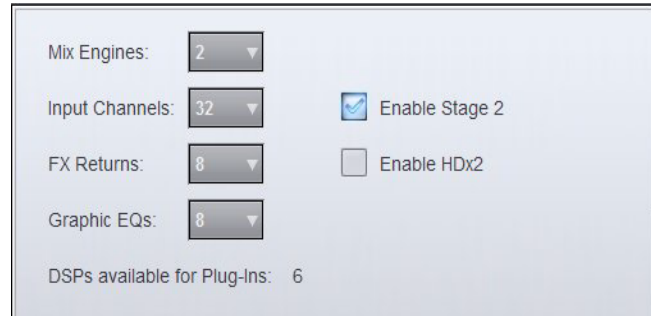 Mix Engines: 2
Input Channels: 32 Enable Stage 2
FX Returns: 8 Enable HDx2
Graphic EQs: 8
DSPs available for Plug-Ins: 6